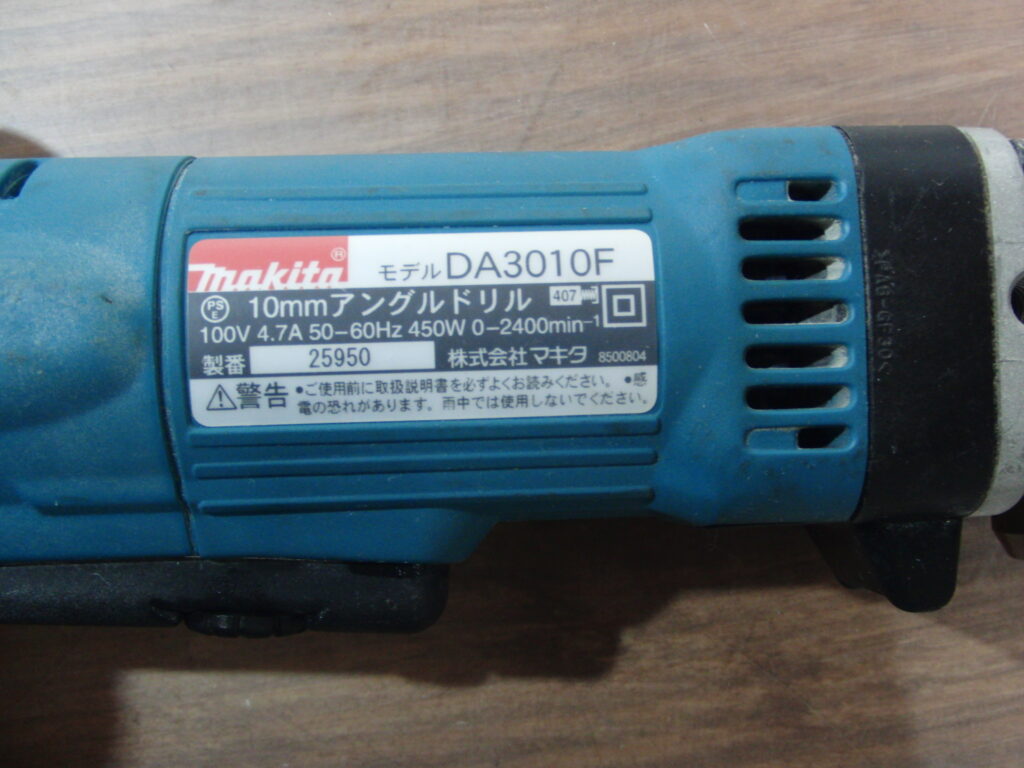 makita® モデル DA3010F
PSE 10mmアングルドリル 407
100V 4.7A 50-60Hz 450W 0-2400min⁻¹
製番 25950 株式会社マキタ 8500804
警告 •ご使用前に取扱説明書を必ずよくお読みください。 •感
電の恐れがあります。雨中では使用しないでください。